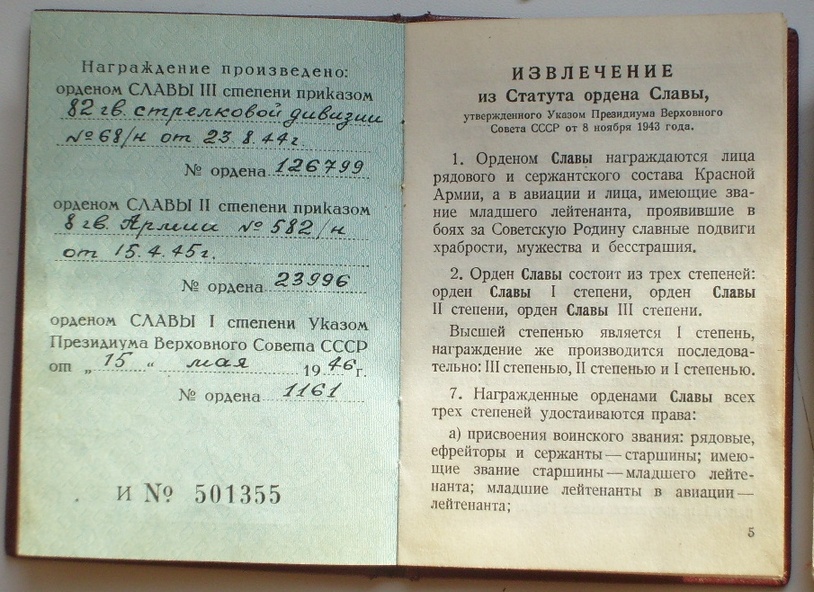 Награждение произведено:
орденом СЛАВЫ III степени приказом
82 гв. стрелковой дивизии
№ 68/н от 23.8.44г.
№ ордена 126799
орденом СЛАВЫ II степени приказом
8 гв. Армии № 582/н
от 15.4.45г.
№ ордена 23996
орденом СЛАВЫ I степени Указом
Президиума Верховного Совета СССР
от „ 15 “ мая 1946г.
№ ордена 1161
И № 501355
ИЗВЛЕЧЕНИЕ
из Статута ордена Славы,
утвержденного Указом Президиума Верховного
Совета СССР от 8 ноября 1943 года.
1. Орденом Славы награждаются лица
рядового и сержантского состава Красной
Армии, а в авиации и лица, имеющие зва-
ние младшего лейтенанта, проявившие в
боях за Советскую Родину славные подвиги
храбрости, мужества и бесстрашия.
2. Орден Славы состоит из трех степеней:
орден Славы I степени, орден Славы
II степени, орден Славы III степени.
Высшей степенью является I степень,
награждение же производится последова-
тельно: III степенью, II степенью и I степенью.
7. Награжденные орденами Славы всех
трех степеней удостаиваются права:
а) присвоения воинского звания: рядовые,
ефрейторы и сержанты — старшины; имею-
щие звание старшины — младшего лейте-
нанта; младшие лейтенанты в авиации —
лейтенанта;
5